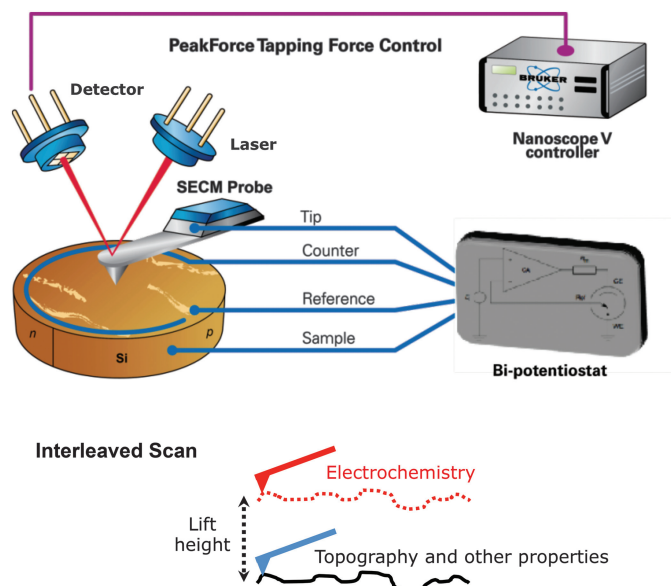 PeakForce Tapping Force Control
Detector
Laser
BRUKER
Nanoscope V
controller
SECM Probe
Tip
Counter
Reference
Sample
n
Si
p
CA
Bi-potentiostat
Interleaved Scan
Electrochemistry
Lift
height
Topography and other properties